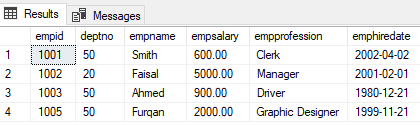 Results Messages
empid deptno empname empsalary empprofession emphiredate
1 1001 50 Smith 600.00 Clerk 2002-04-02
2 1002 20 Faisal 5000.00 Manager 2001-02-01
3 1003 50 Ahmed 900.00 Driver 1980-12-21
4 1005 50 Furqan 2000.00 Graphic Designer 1999-11-21